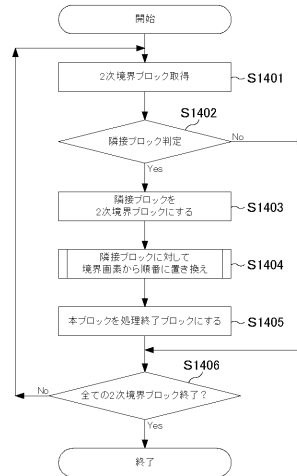 開始
2次境界ブロック取得
S1401
S1402
隣接ブロック判定
No
Yes
隣接ブロックを
2次境界ブロックにする
S1403
隣接ブロックに対して
境界画素から順番に置き換え
S1404
本ブロックを処理終了ブロックにする
S1405
S1406
全ての2次境界ブロック終了？
No
Yes
終了